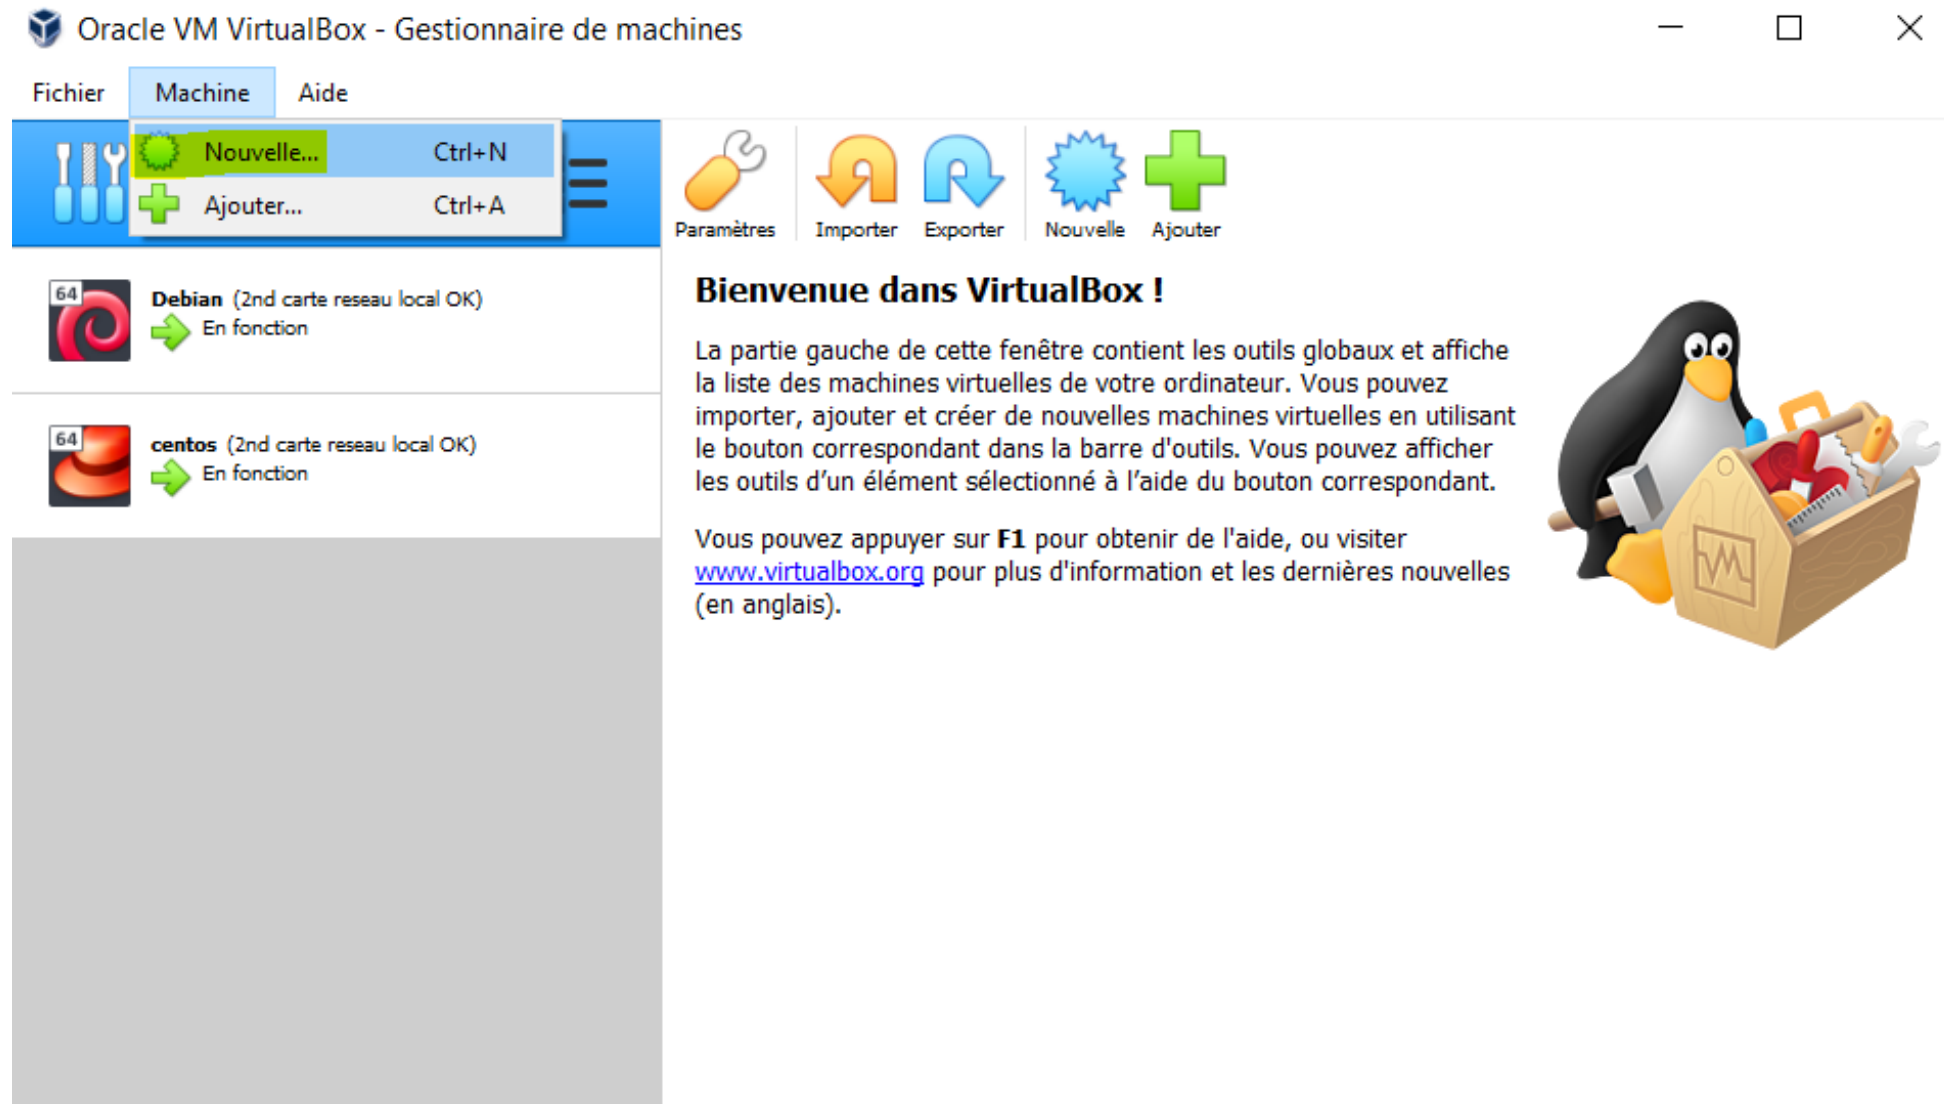 Oracle VM VirtualBox - Gestionnaire de machines
Fichier Machine Aide
Nouvelle... Ctrl+N
Ajouter... Ctrl+A
Paramètres Importer Exporter Nouvelle Ajouter
64
Debian (2nd carte reseau local OK)
En fonction
64
centos (2nd carte reseau local OK)
En fonction
Bienvenue dans VirtualBox !
La partie gauche de cette fenêtre contient les outils globaux et affiche
la liste des machines virtuelles de votre ordinateur. Vous pouvez
importer, ajouter et créer de nouvelles machines virtuelles en utilisant
le bouton correspondant dans la barre d'outils. Vous pouvez afficher
les outils d’un élément sélectionné à l’aide du bouton correspondant.
Vous pouvez appuyer sur F1 pour obtenir de l'aide, ou visiter
www.virtualbox.org pour plus d'information et les dernières nouvelles
(en anglais).